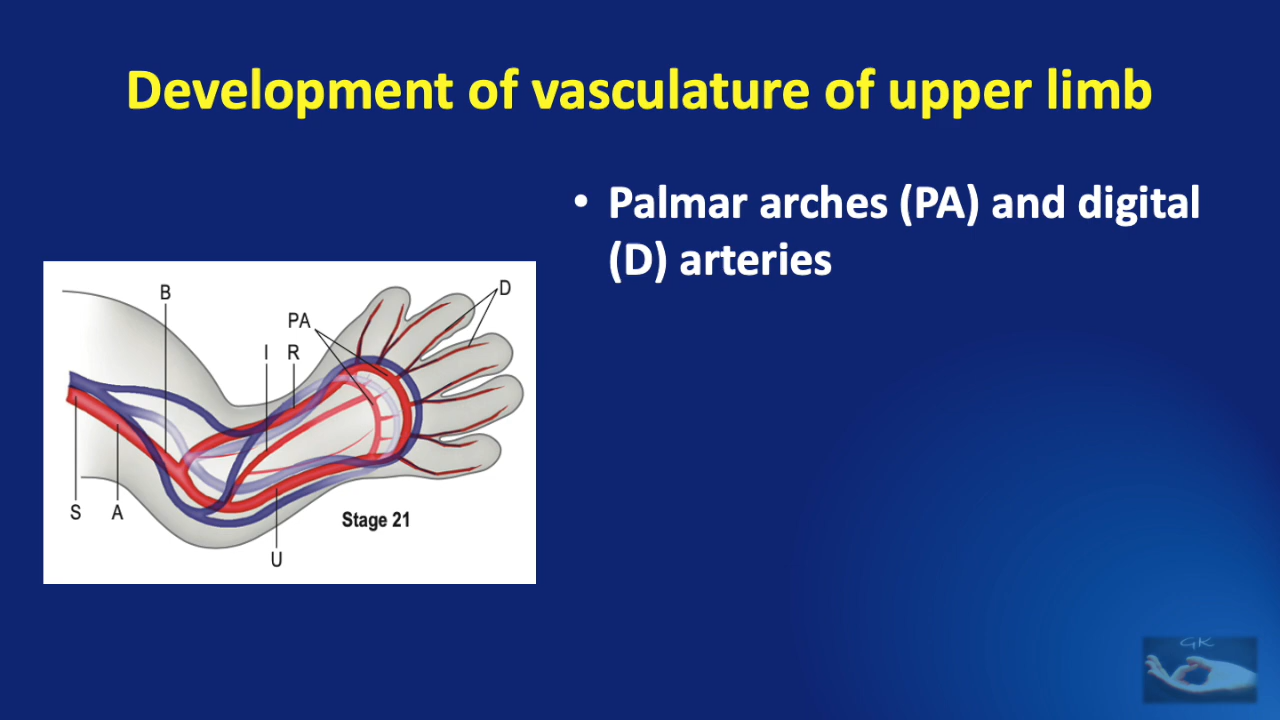 Development of vasculature of upper limb
• Palmar arches (PA) and digital
(D) arteries
B
D
PA
I R
S A
Stage 21
U
GK